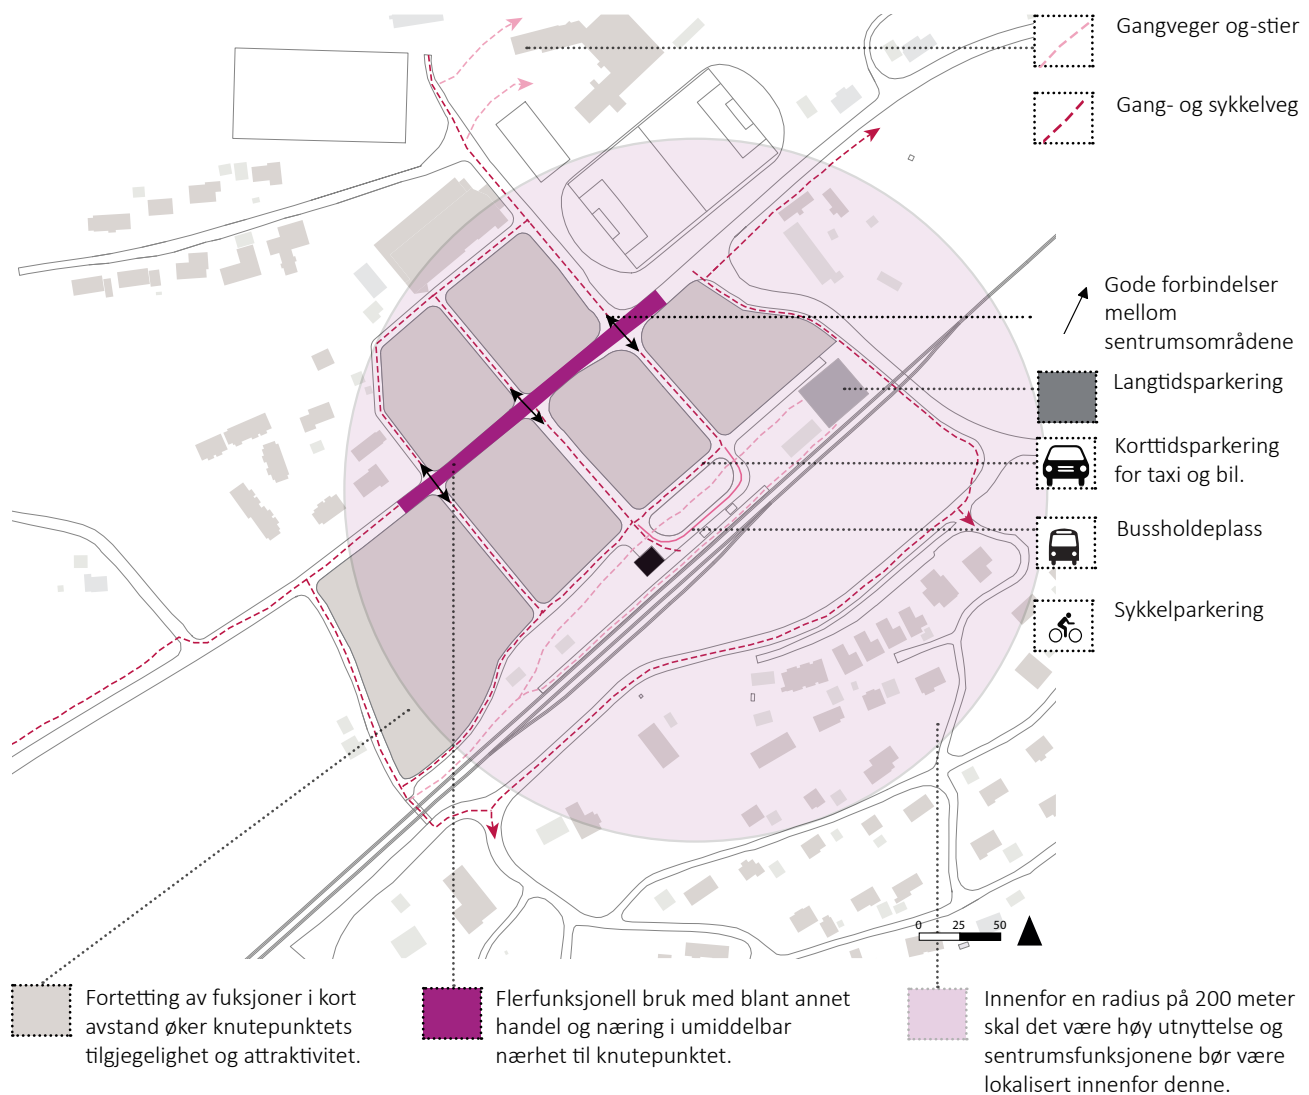 Gangveger og-stier
Gang- og sykkelveg
Gode forbindelser
mellom
sentrumsområdene
Langtidsparkering
Korttidsparkering
for taxi og bil.
Bussholdeplass
Sykkelparkering
0 25 50
Fortetting av fuksjoner i kort
avstand øker knutepunktets
tilgjegelighet og attraktivitet.
Flerfunksjonell bruk med blant annet
handel og næring i umiddelbar
nærhet til knutepunktet.
Innenfor en radius på 200 meter
skal det være høy utnyttelse og
sentrumsfunksjonene bør være
lokalisert innenfor denne.